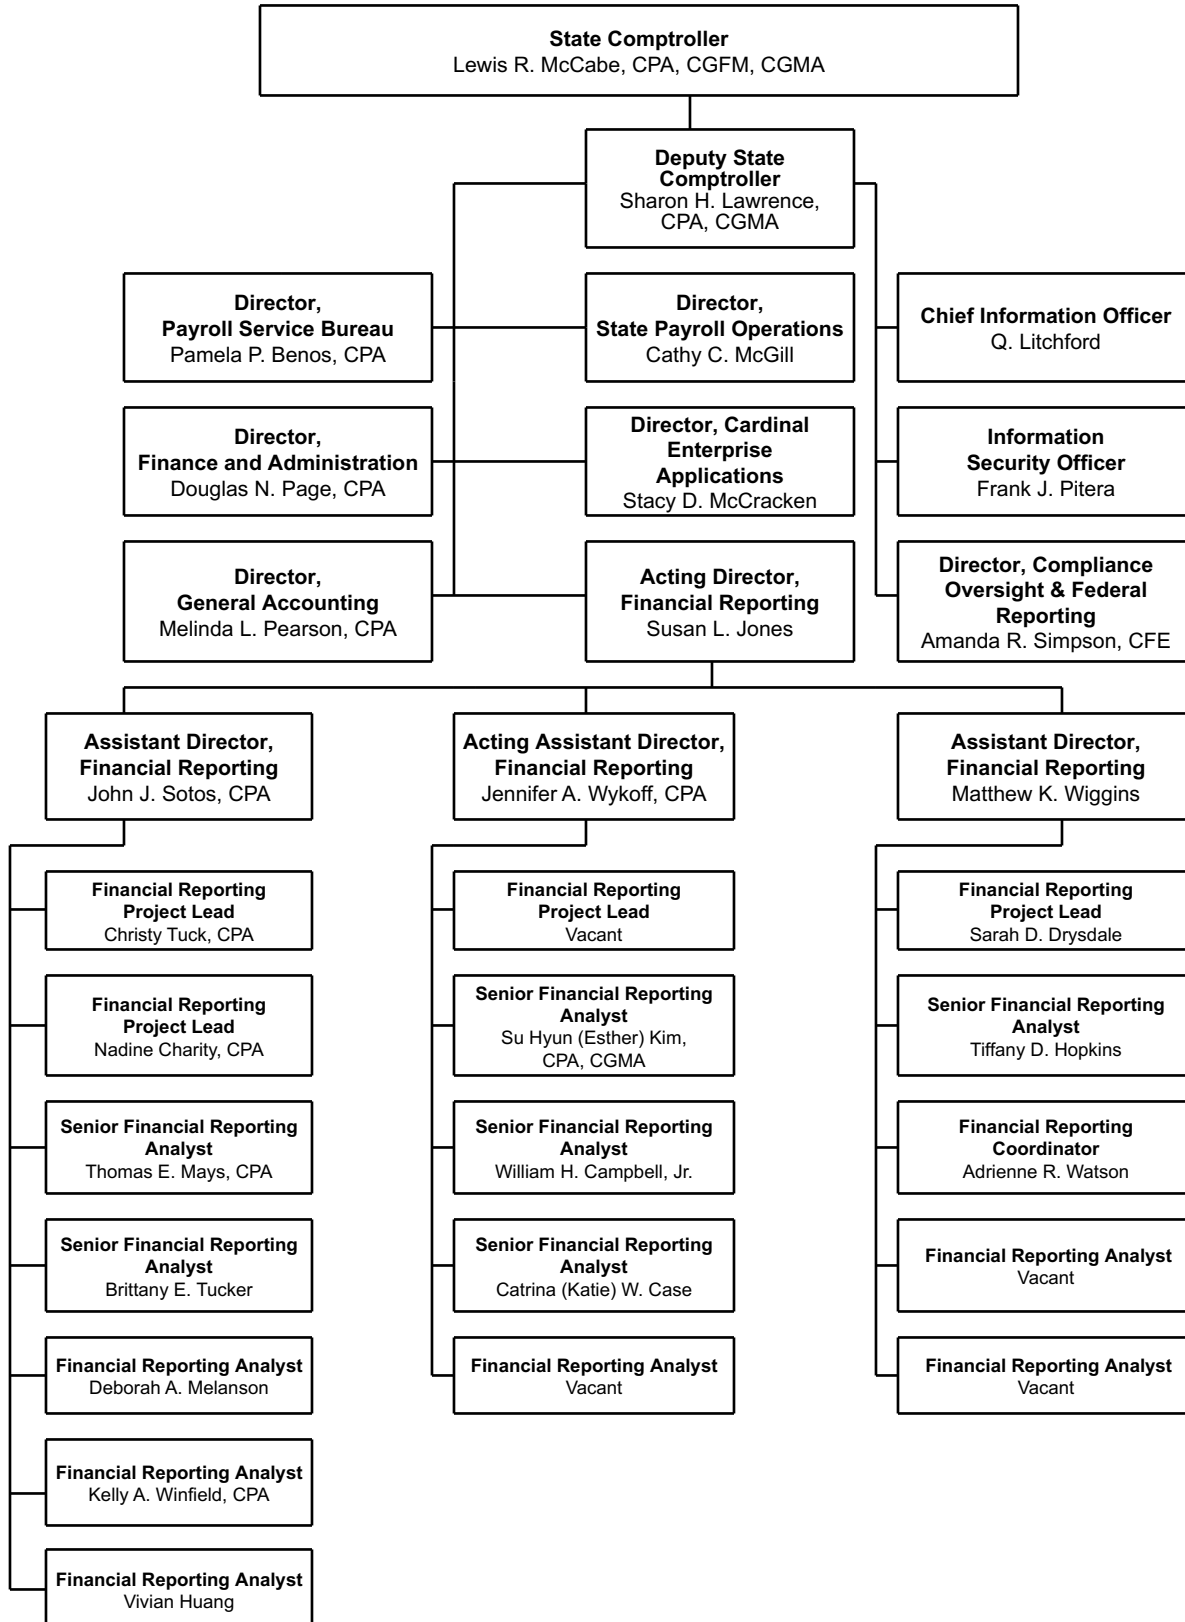 State Comptroller
Lewis R. McCabe, CPA, CGFM, CGMA
Deputy State
Comptroller
Sharon H. Lawrence,
CPA, CGMA
Director,
Payroll Service Bureau
Pamela P. Benos, CPA
Director,
State Payroll Operations
Cathy C. McGill
Chief Information Officer
Q. Litchford
Director,
Finance and Administration
Douglas N. Page, CPA
Director, Cardinal
Enterprise
Applications
Stacy D. McCracken
Information
Security Officer
Frank J. Pitera
Director,
General Accounting
Melinda L. Pearson, CPA
Acting Director,
Financial Reporting
Susan L. Jones
Director, Compliance
Oversight & Federal
Reporting
Amanda R. Simpson, CFE
Assistant Director,
Financial Reporting
John J. Sotos, CPA
Acting Assistant Director,
Financial Reporting
Jennifer A. Wykoff, CPA
Assistant Director,
Financial Reporting
Matthew K. Wiggins
Financial Reporting
Project Lead
Christy Tuck, CPA
Financial Reporting
Project Lead
Vacant
Financial Reporting
Project Lead
Sarah D. Drysdale
Financial Reporting
Project Lead
Nadine Charity, CPA
Senior Financial Reporting
Analyst
Su Hyun (Esther) Kim,
CPA, CGMA
Senior Financial Reporting
Analyst
Tiffany D. Hopkins
Senior Financial Reporting
Analyst
Thomas E. Mays, CPA
Senior Financial Reporting
Analyst
William H. Campbell, Jr.
Financial Reporting
Coordinator
Adrienne R. Watson
Senior Financial Reporting
Analyst
Brittany E. Tucker
Senior Financial Reporting
Analyst
Catrina (Katie) W. Case
Financial Reporting Analyst
Vacant
Financial Reporting Analyst
Deborah A. Melanson
Financial Reporting Analyst
Vacant
Financial Reporting Analyst
Vacant
Financial Reporting Analyst
Kelly A. Winfield, CPA
Financial Reporting Analyst
Vivian Huang